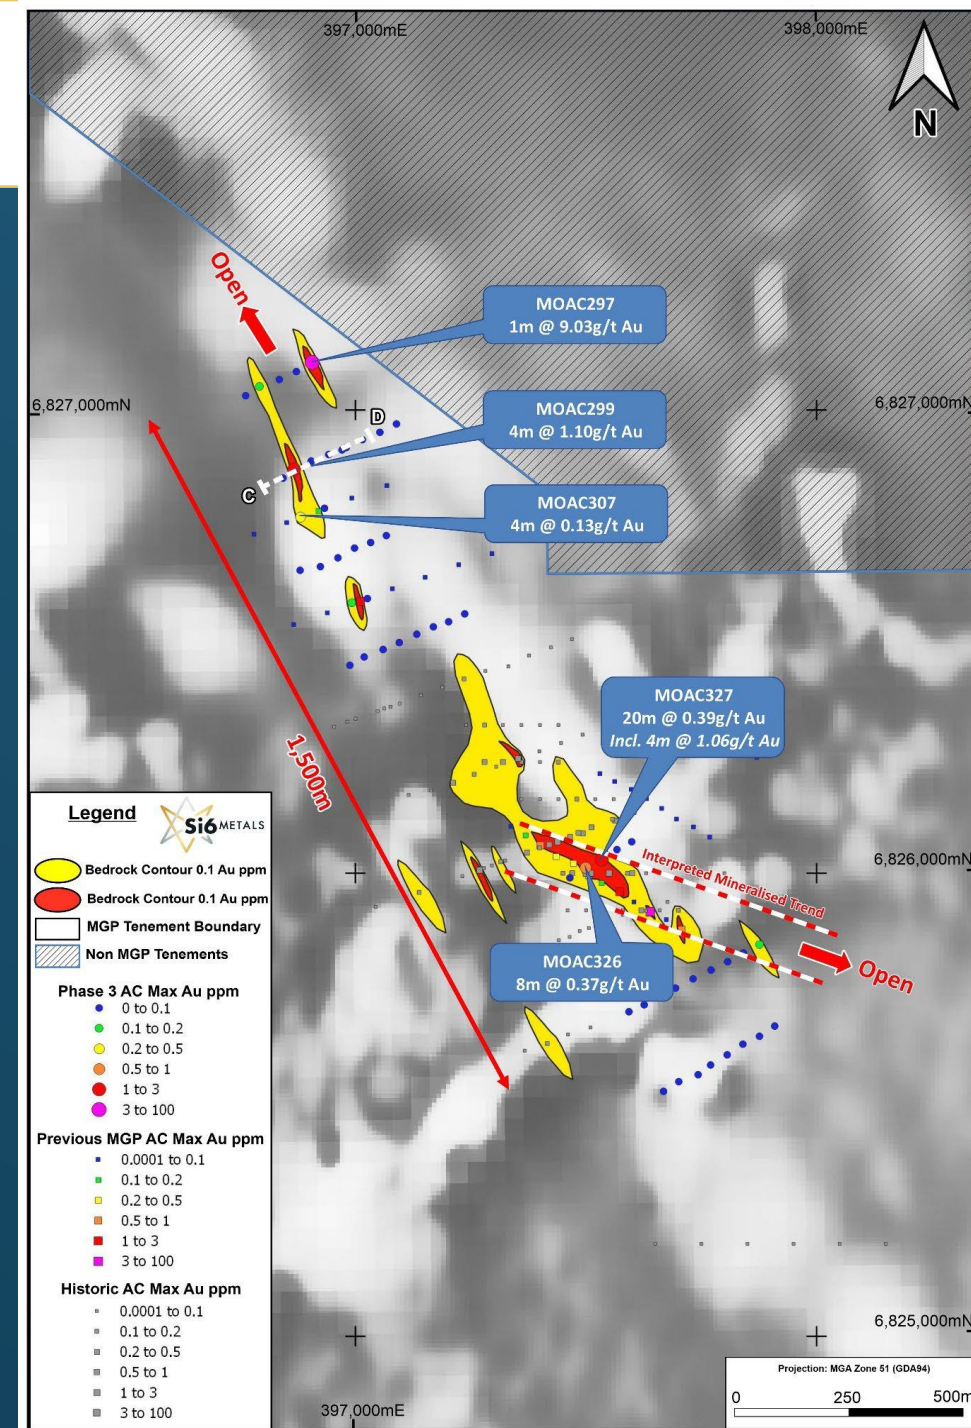 397,000mE
398,000mE
N
Open
MOAC297
1m @ 9.03g/t Au
6,827,000mN
6,827,000mN
MOAC299
4m @ 1.10g/t Au
D
C
MOAC307
4m @ 0.13g/t Au
MOAC327
20m @ 0.39g/t Au
Incl. 4m @ 1.06g/t Au
1,500m
Interpreted Mineralised Trend
6,826,000mN
Open
MOAC326
8m @ 0.37g/t Au
Legend
Si6 METALS
Bedrock Contour 0.1 Au ppm
Bedrock Contour 0.1 Au ppm
MGP Tenement Boundary
Non MGP Tenements
Phase 3 AC Max Au ppm
0 to 0.1
0.1 to 0.2
0.2 to 0.5
0.5 to 1
1 to 3
3 to 100
Previous MGP AC Max Au ppm
0.0001 to 0.1
0.1 to 0.2
0.2 to 0.5
0.5 to 1
1 to 3
3 to 100
Historic AC Max Au ppm
0.0001 to 0.1
0.1 to 0.2
0.2 to 0.5
0.5 to 1
1 to 3
3 to 100
6,825,000mN
397,000mE
Projection: MGA Zone 51 (GDA94)
0 250 500m